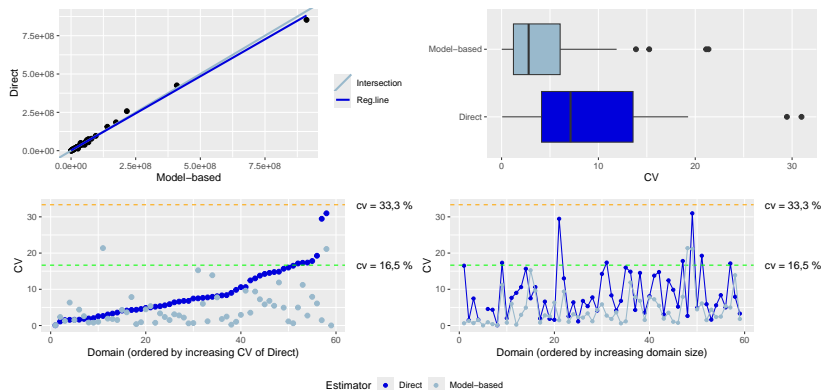 7.5e+08
5.0e+08
2.5e+08
0.0e+00
Direct
0.0e+00 2.5e+08 5.0e+08 7.5e+08
Model-based
Intersection
Reg.line
Model-based
Direct
0 10 20 30
CV
30
20
10
0
CV
0 20 40 60
Domain (ordered by increasing CV of Direct)
cv = 33,3 %
cv = 16,5 %
30
20
10
0
CV
0 20 40 60
Domain (ordered by increasing domain size)
cv = 33,3 %
cv = 16,5 %
Estimator Direct Model-based